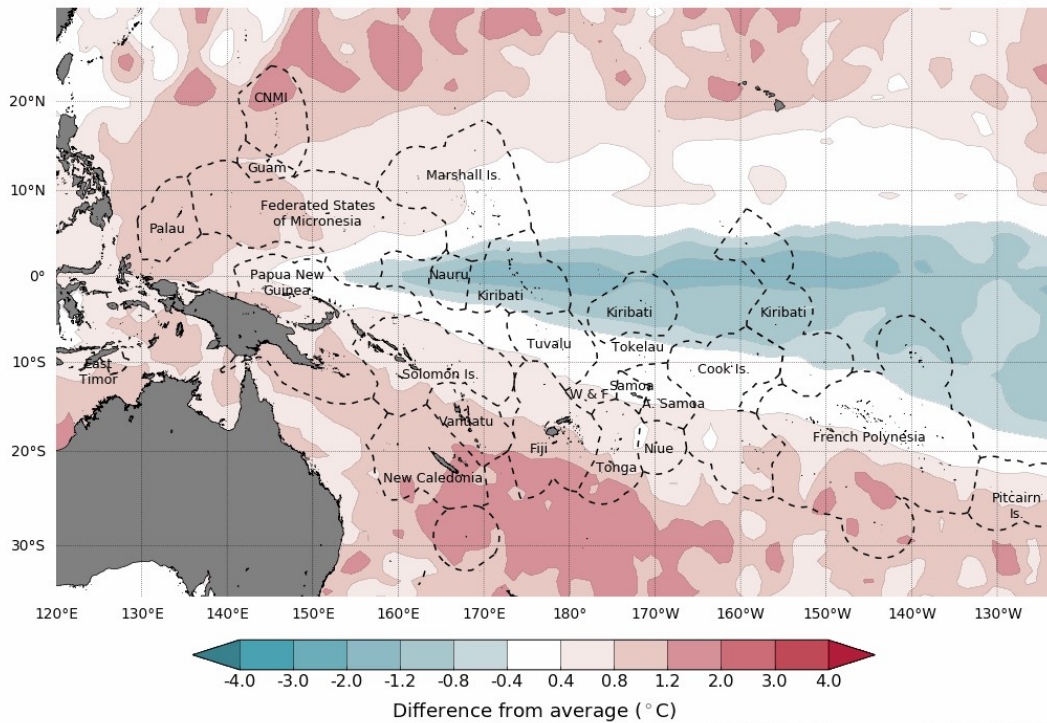 20°N
10°N
0°
10°S
20°S
30°S
CNMI
Guam
Marshall Is.
Federated States
of Micronesia
Palau
Papua New
Guinea
Nauru
Kiribati
Kiribati
Kiribati
Tuvalu
Tokelau
East
Timor
Solomon Is.
Cook Is.
W & F
Samoa
A. Samoa
Vanuatu
Fiji
Niue
French Polynesia
Tonga
New Caledonia
Pitcairn
Is.
120°E 130°E 140°E 150°E 160°E 170°E 180° 170°W 160°W 150°W 140°W 130°W
-4.0 -3.0 -2.0 -1.2 -0.8 -0.4 0.4 0.8 1.2 2.0 3.0 4.0
Difference from average (°C)